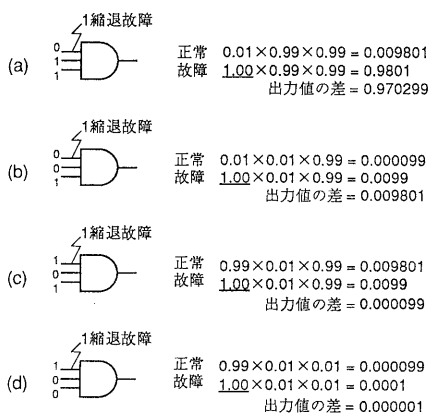 1縮退故障
(a)
0
1
1
正常 0.01×0.99×0.99 = 0.009801
故障 1.00×0.99×0.99 = 0.9801
出力値の差 = 0.970299
1縮退故障
(b)
0
0
1
正常 0.01×0.01×0.99 = 0.000099
故障 1.00×0.01×0.99 = 0.0099
出力値の差 = 0.009801
1縮退故障
(c)
1
0
1
正常 0.99×0.01×0.99 = 0.009801
故障 1.00×0.01×0.99 = 0.0099
出力値の差 = 0.000099
1縮退故障
(d)
1
0
0
正常 0.99×0.01×0.01 = 0.000099
故障 1.00×0.01×0.01 = 0.0001
出力値の差 = 0.000001